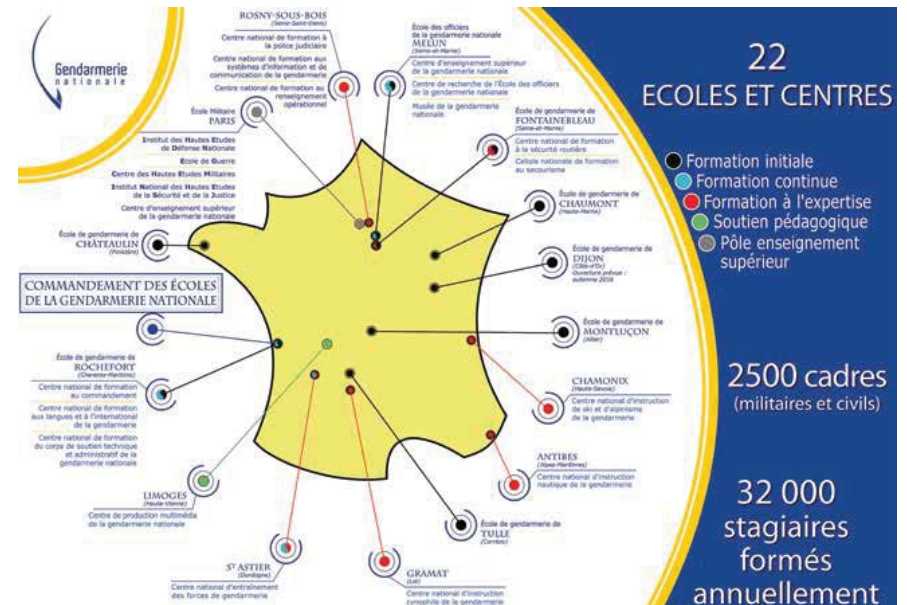 Gendarmerie
nationale
ROSNY-SOUS-BOIS
(Seine-Saint-Denis)
Centre national de formation à
la police judiciaire
Centre national de formation aux
systèmes d'information et de
communication de la gendarmerie
Centre national de formation au
renseignement
opérationnel
École des officiers
de la gendarmerie nationale
MELUN
(Seine-et-Marne)
Centre d'enseignement supérieur
de la gendarmerie nationale
Centre de recherche de l'École des officiers
de la gendarmerie nationale
Musée de la gendarmerie
nationale
École Militaire
PARIS
Institut des Hautes Etudes
de Défense Nationale
Ecole de Guerre
Centre des Hautes Etudes Militaires
Institut National des Hautes Etudes
de la Sécurité et de la Justice
Centre d'enseignement supérieur
de la gendarmerie nationale
École de gendarmerie de
FONTAINEBLEAU
(Seine-et-Marne)
Centre national de formation
à la sécurité routière
Cellule nationale de formation
au secourisme
École de gendarmerie de
CHAUMONT
(Haute-Marne)
École de gendarmerie de
CHÂTEAULIN
(Finistère)
École de gendarmerie de
DIJON
(Côte-d'Or)
Ouverture prévue :
automne 2016
COMMANDEMENT DES ÉCOLES
DE LA GENDARMERIE NATIONALE
École de gendarmerie de
MONTLUÇON
(Allier)
École de gendarmerie de
ROCHEFORT
(Charente-Maritime)
Centre national de formation
au commandement
Centre national de formation
aux langues et à l'international
de la gendarmerie
Centre national de formation
du corps de soutien technique
et administratif de la
gendarmerie nationale
CHAMONIX
(Haute-Savoie)
Centre national d'instruction
de ski et d'alpinisme
de la gendarmerie
ANTIBES
(Alpes-Maritimes)
Centre national d'instruction
nautique de la gendarmerie
LIMOGES
(Haute-Vienne)
Centre de production multimédia
de la gendarmerie nationale
École de gendarmerie de
TULLE
(Corrèze)
ST ASTIER
(Dordogne)
Centre national d'entraînement
des forces de gendarmerie
GRAMAT
(Lot)
Centre national d'instruction
cynophile de la gendarmerie
22
ECOLES ET CENTRES
Formation initiale
Formation continue
Formation à l'expertise
Soutien pédagogique
Pôle enseignement
supérieur
2500 cadres
(militaires et civils)
32 000
stagiaires
formés
annuellement